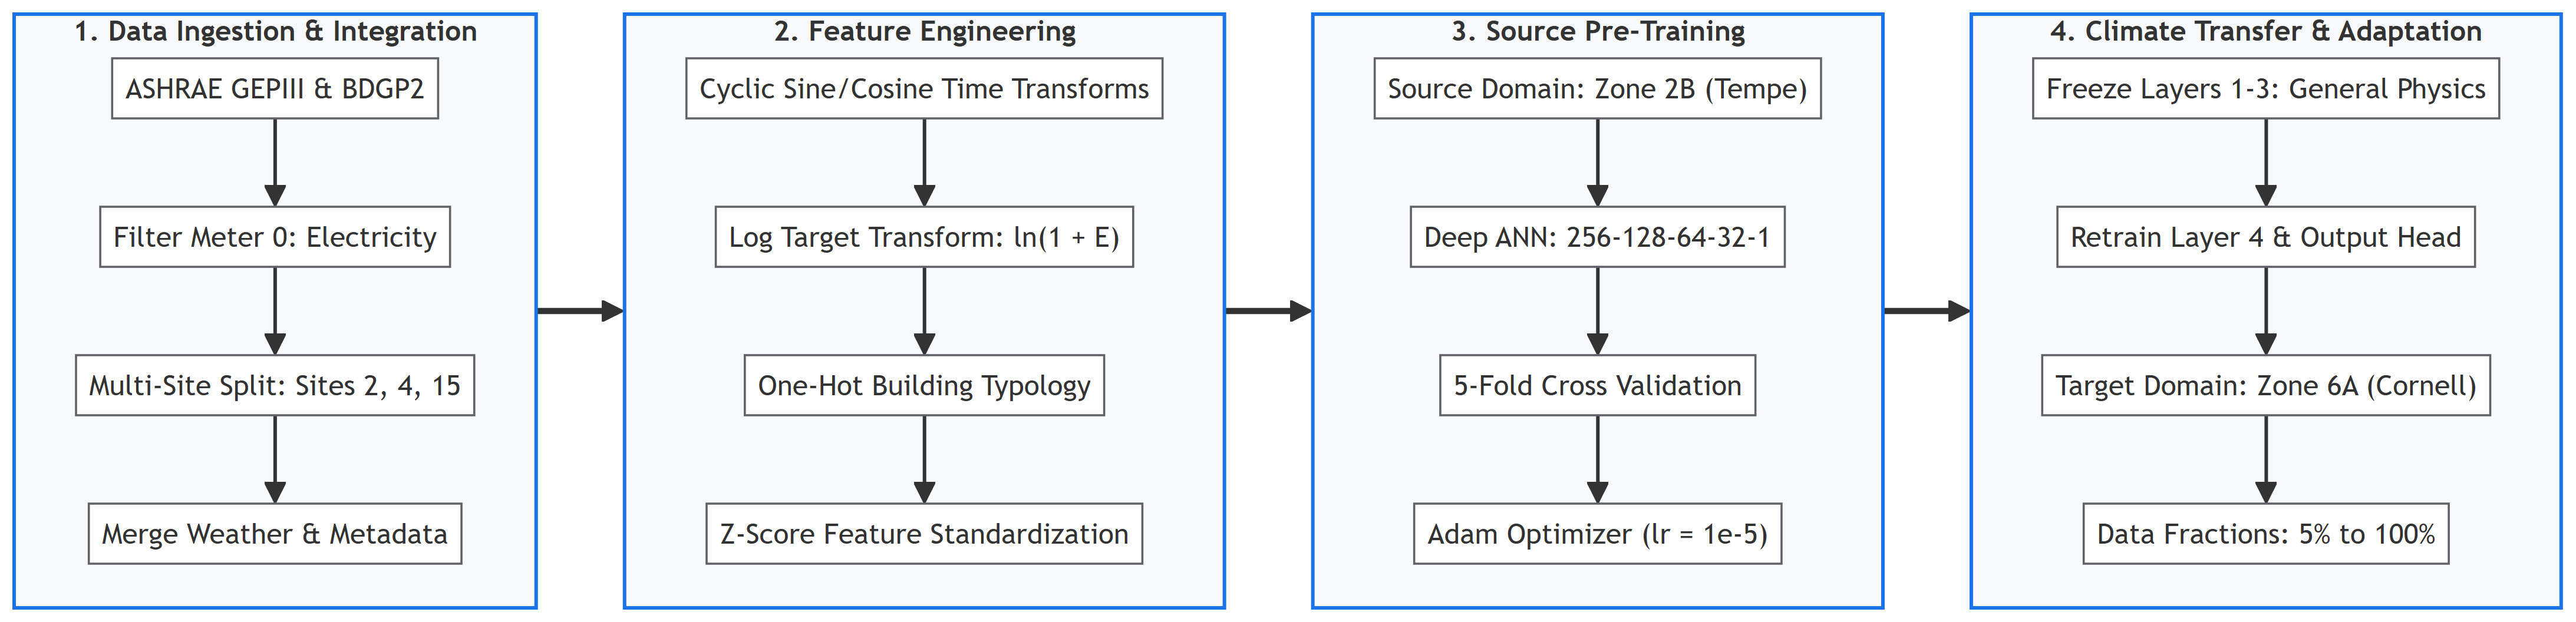 1. Data Ingestion & Integration
ASHRAE GEPIII & BDGP2
Filter Meter 0: Electricity
Multi-Site Split: Sites 2, 4, 15
Merge Weather & Metadata
2. Feature Engineering
Cyclic Sine/Cosine Time Transforms
Log Target Transform: ln(1 + E)
One-Hot Building Typology
Z-Score Feature Standardization
3. Source Pre-Training
Source Domain: Zone 2B (Tempe)
Deep ANN: 256-128-64-32-1
5-Fold Cross Validation
Adam Optimizer (lr = 1e-5)
4. Climate Transfer & Adaptation
Freeze Layers 1-3: General Physics
Retrain Layer 4 & Output Head
Target Domain: Zone 6A (Cornell)
Data Fractions: 5% to 100%